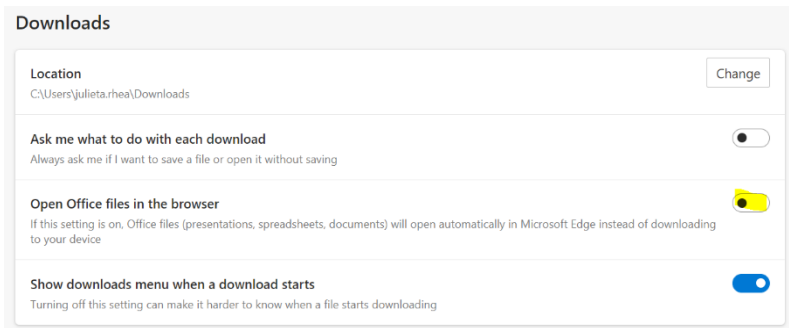 Downloads
Location
Change
C:\Users\julieta.rhea\Downloads
Ask me what to do with each download
Always ask me if I want to save a file or open it without saving
Open Office files in the browser
If this setting is on, Office files (presentations, spreadsheets, documents) will open automatically in Microsoft Edge instead of downloading
to your device
Show downloads menu when a download starts
Turning off this setting can make it harder to know when a file starts downloading